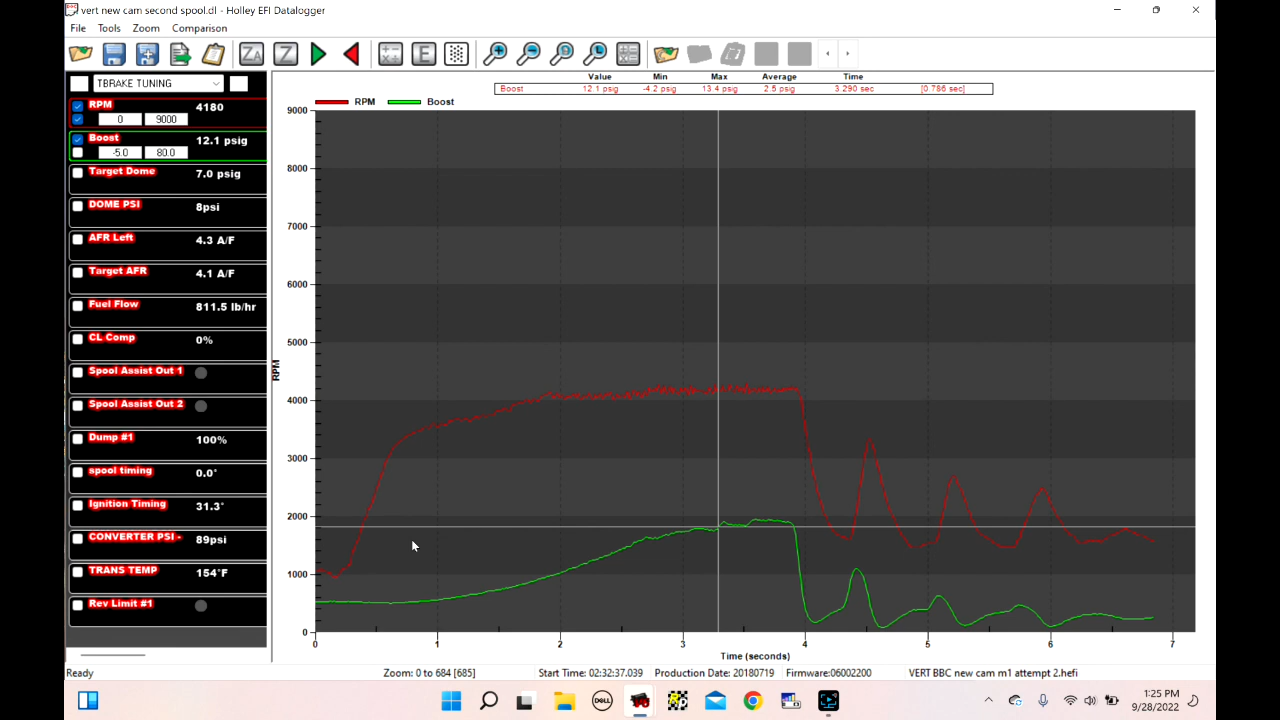 vert new cam second spool.dl - Holley EFI Datalogger
File Tools Zoom Comparison
TBRAKE TUNING
Value Min Max Average Time
Boost 12.1 psig -4.2 psig 13.4 psig 2.5 psig 3.290 sec [0.786 sec]
RPM Boost
RPM 4180
0 9000
Boost 12.1 psig
-5.0 80.0
Target Dome 7.0 psig
DOME PSI 8psi
AFR Left 4.3 A/F
Target AFR 4.1 A/F
Fuel Flow 811.5 lb/hr
CL Comp 0%
Spool Assist Out 1
Spool Assist Out 2
Dump #1 100%
spool timing 0.0°
Ignition Timing 31.3°
CONVERTER PSI - 89psi
TRANS TEMP 154°F
Rev Limit #1
9000
8000
7000
6000
5000
4000
3000
2000
1000
0
RPM
0 1 2 3 4 5 6 7
Time (seconds)
Ready Zoom: 0 to 684 [685] Start Time: 02:32:37.039 Production Date: 20180719 Firmware:06002200 VERT BBC new cam m1 attempt 2.hefi
DELL
1:25 PM
9/28/2022